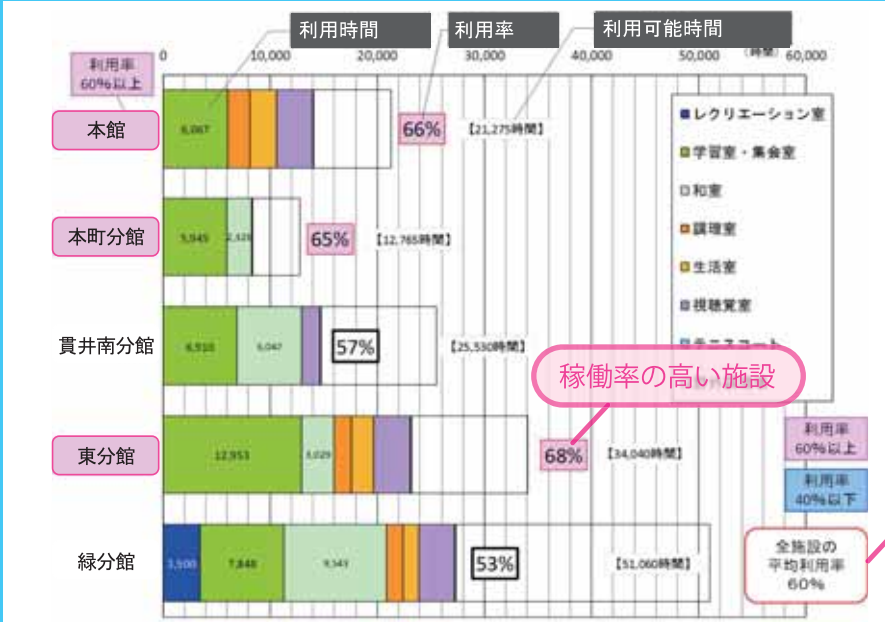 利用時間
利用率
利用可能時間
0
10,000
20,000
30,000
40,000
50,000
(時間)
60,000
利用率
60%以上
本館
66%
【21,275時間】
本町分館
5,945
65%
【12,765時間】
貫井南分館
57%
【25,530時間】
東分館
12,953
3,029
68%
【34,040時間】
緑分館
3,500
7,848
53%
【51,060時間】
レクリエーション室
学習室・集会室
和室
調理室
生活室
視聴覚室
テニスコート
稼働率の高い施設
利用率
60%以上
利用率
40%以下
全施設の
平均利用率
60%